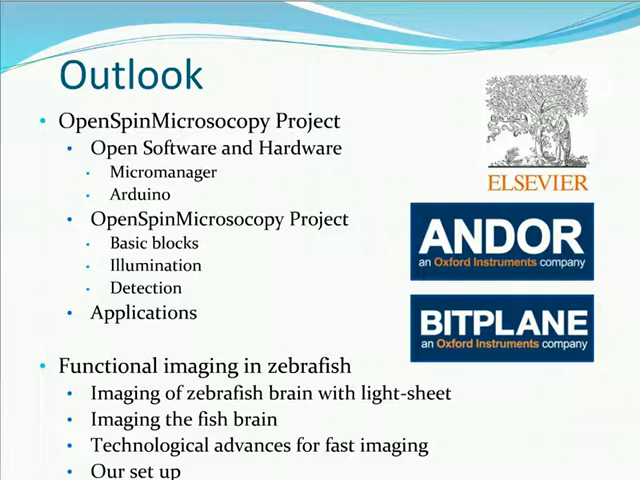 Outlook
OpenSpinMicrosocopy Project
Open Software and Hardware
Micromanager
Arduino
OpenSpinMicrosocopy Project
Basic blocks
Illumination
Detection
Applications
Functional imaging in zebrafish
Imaging of zebrafish brain with light-sheet
Imaging the fish brain
Technological advances for fast imaging
Our set up
ELSEVIER
ANDOR
an Oxford Instruments company
BITPLANE
an Oxford Instruments company